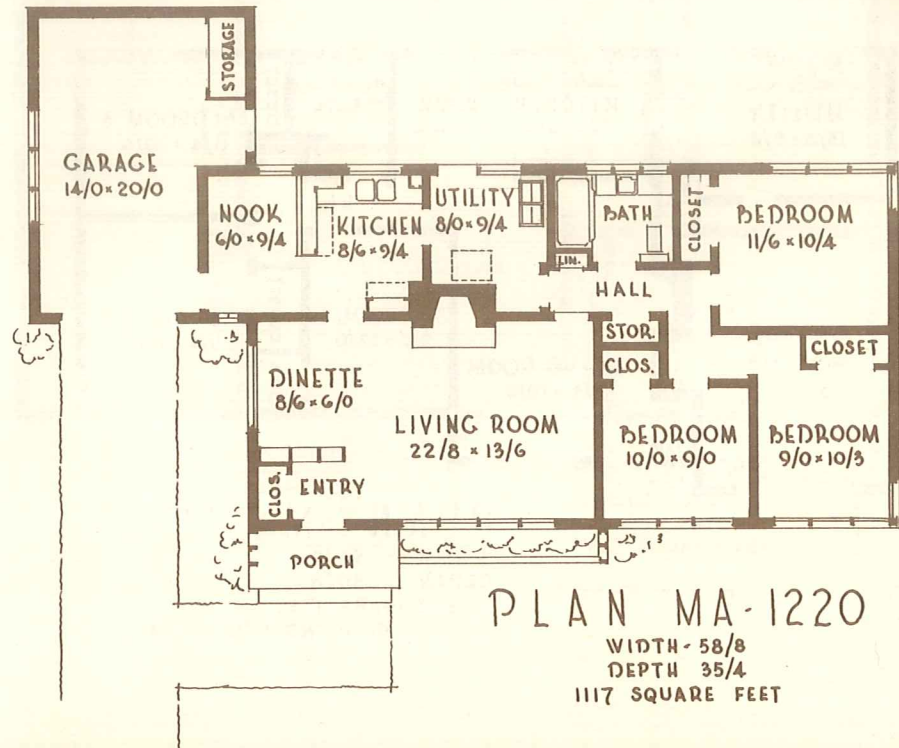 STORAGE
GARAGE
14/0 × 20/0
NOOK
6/0 × 9/4
KITCHEN
8/6 × 9/4
UTILITY
8/0 × 9/4
BATH
LIN.
CLOSET
BEDROOM
11/6 × 10/4
HALL
STOR.
CLOS.
CLOSET
DINETTE
8/6 × 6/0
LIVING ROOM
22/8 × 13/6
BEDROOM
10/0 × 9/0
BEDROOM
9/0 × 10/3
CLOS.
ENTRY
PORCH
PLAN MA-1220
WIDTH - 58/8
DEPTH 35/4
1117 SQUARE FEET